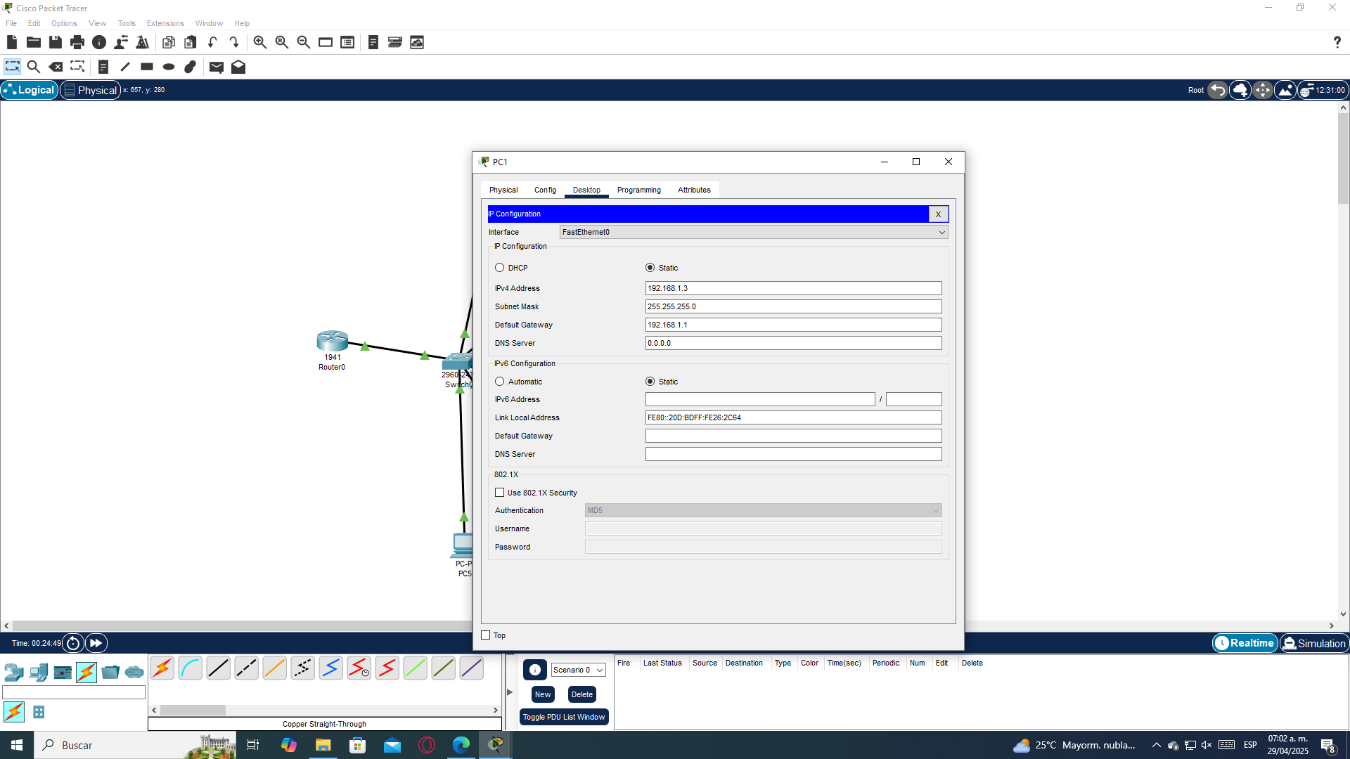 Cisco Packet Tracer
File Edit Options View Tools Extensions Window Help
?
Logical Physical x: 657, y: 280 Root 12:31:00
PC1
Physical Config Desktop Programming Attributes
IP Configuration X
Interface FastEthernet0
IP Configuration
DHCP Static
IPv4 Address 192.168.1.3
Subnet Mask 255.255.255.0
Default Gateway 192.168.1.1
DNS Server 0.0.0.0
IPv6 Configuration
Automatic Static
IPv6 Address /
Link Local Address FE80::20D:BDFF:FE26:2C64
Default Gateway
DNS Server
802.1X
Use 802.1X Security
Authentication MD5
Username
Password
Top
1941
Router0
PC5
Time: 00:24:49 Realtime Simulation
Scenario 0
New Delete
Toggle PDU List Window
Fire Last Status Source Destination Type Color Time(sec) Periodic Num Edit Delete
Copper Straight-Through
Buscar 25°C Mayorm. nubla... ESP 07:02 a. m.
29/04/2025 8